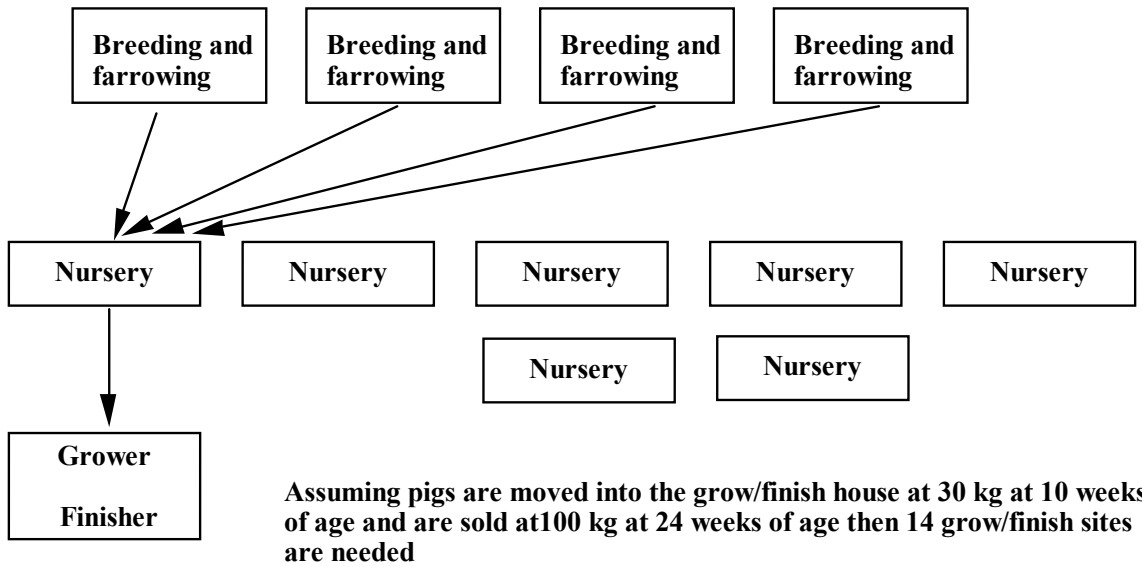 Breeding and
farrowing
Breeding and
farrowing
Breeding and
farrowing
Breeding and
farrowing
Nursery
Nursery
Nursery
Nursery
Nursery
Nursery
Nursery
Grower
Finisher
Assuming pigs are moved into the grow/finish house at 30 kg at 10 weeks
of age and are sold at100 kg at 24 weeks of age then 14 grow/finish sites
are needed